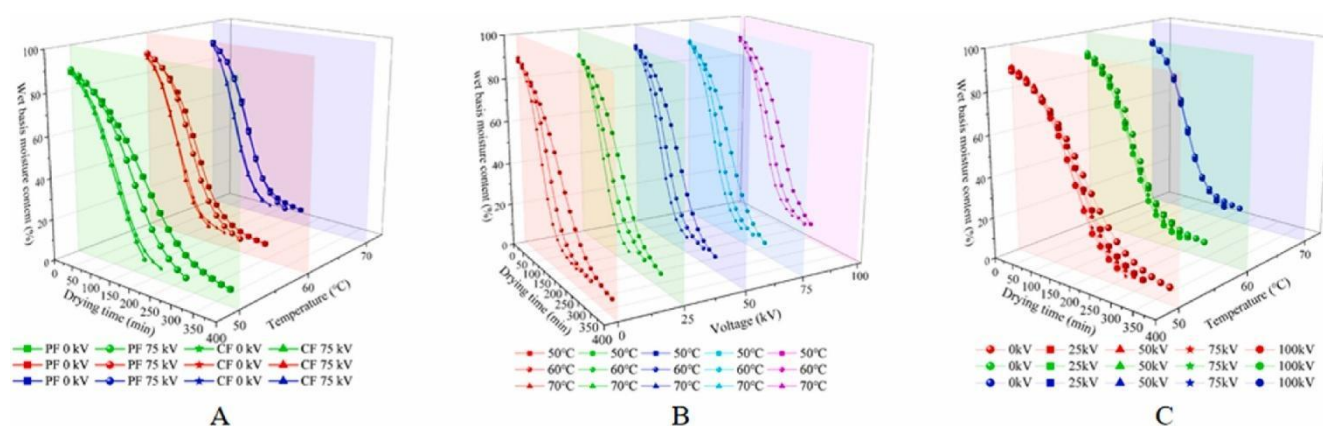 Wet basis moisture content (%)
100
80
60
40
20
0
0
50
100
150
200
250
300
350
400
Drying time (min)
50
60
70
Temperature (°C)
PF 0 kV PF 75 kV CF 0 kV CF 75 kV
PF 0 kV PF 75 kV CF 0 kV CF 75 kV
PF 0 kV PF 75 kV CF 0 kV CF 75 kV
A
wet basis moisture content (%)
100
80
60
40
20
0
0
50
100
150
200
250
300
350
400
Drying time (min)
0
25
50
75
100
Voltage (kV)
50°C 50°C 50°C 50°C 50°C
60°C 60°C 60°C 60°C 60°C
70°C 70°C 70°C 70°C 70°C
B
Wet basis moisture content (%)
100
80
60
40
20
0
0
50
100
150
200
250
300
350
400
Drying time (min)
50
60
70
Temperature (°C)
0kV 25kV 50kV 75kV 100kV
0kV 25kV 50kV 75kV 100kV
0kV 25kV 50kV 75kV 100kV
C